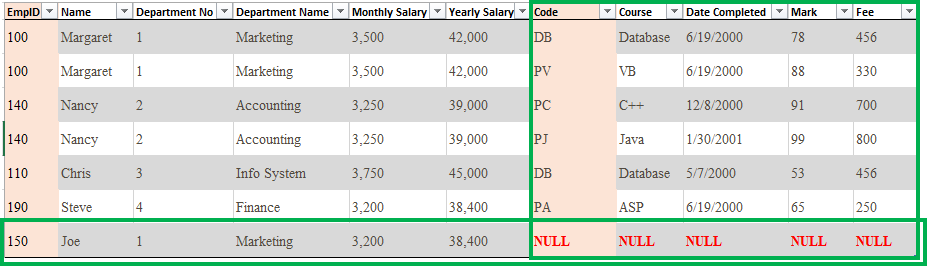 EmpID Name Department No Department Name Monthly Salary Yearly Salary Code Course Date Completed Mark Fee
100 Margaret 1 Marketing 3,500 42,000 DB Database 6/19/2000 78 456
100 Margaret 1 Marketing 3,500 42,000 PV VB 6/19/2000 88 330
140 Nancy 2 Accounting 3,250 39,000 PC C++ 12/8/2000 91 700
140 Nancy 2 Accounting 3,250 39,000 PJ Java 1/30/2001 99 800
110 Chris 3 Info System 3,750 45,000 DB Database 5/7/2000 53 456
190 Steve 4 Finance 3,200 38,400 PA ASP 6/19/2000 65 250
150 Joe 1 Marketing 3,200 38,400 NULL NULL NULL NULL NULL